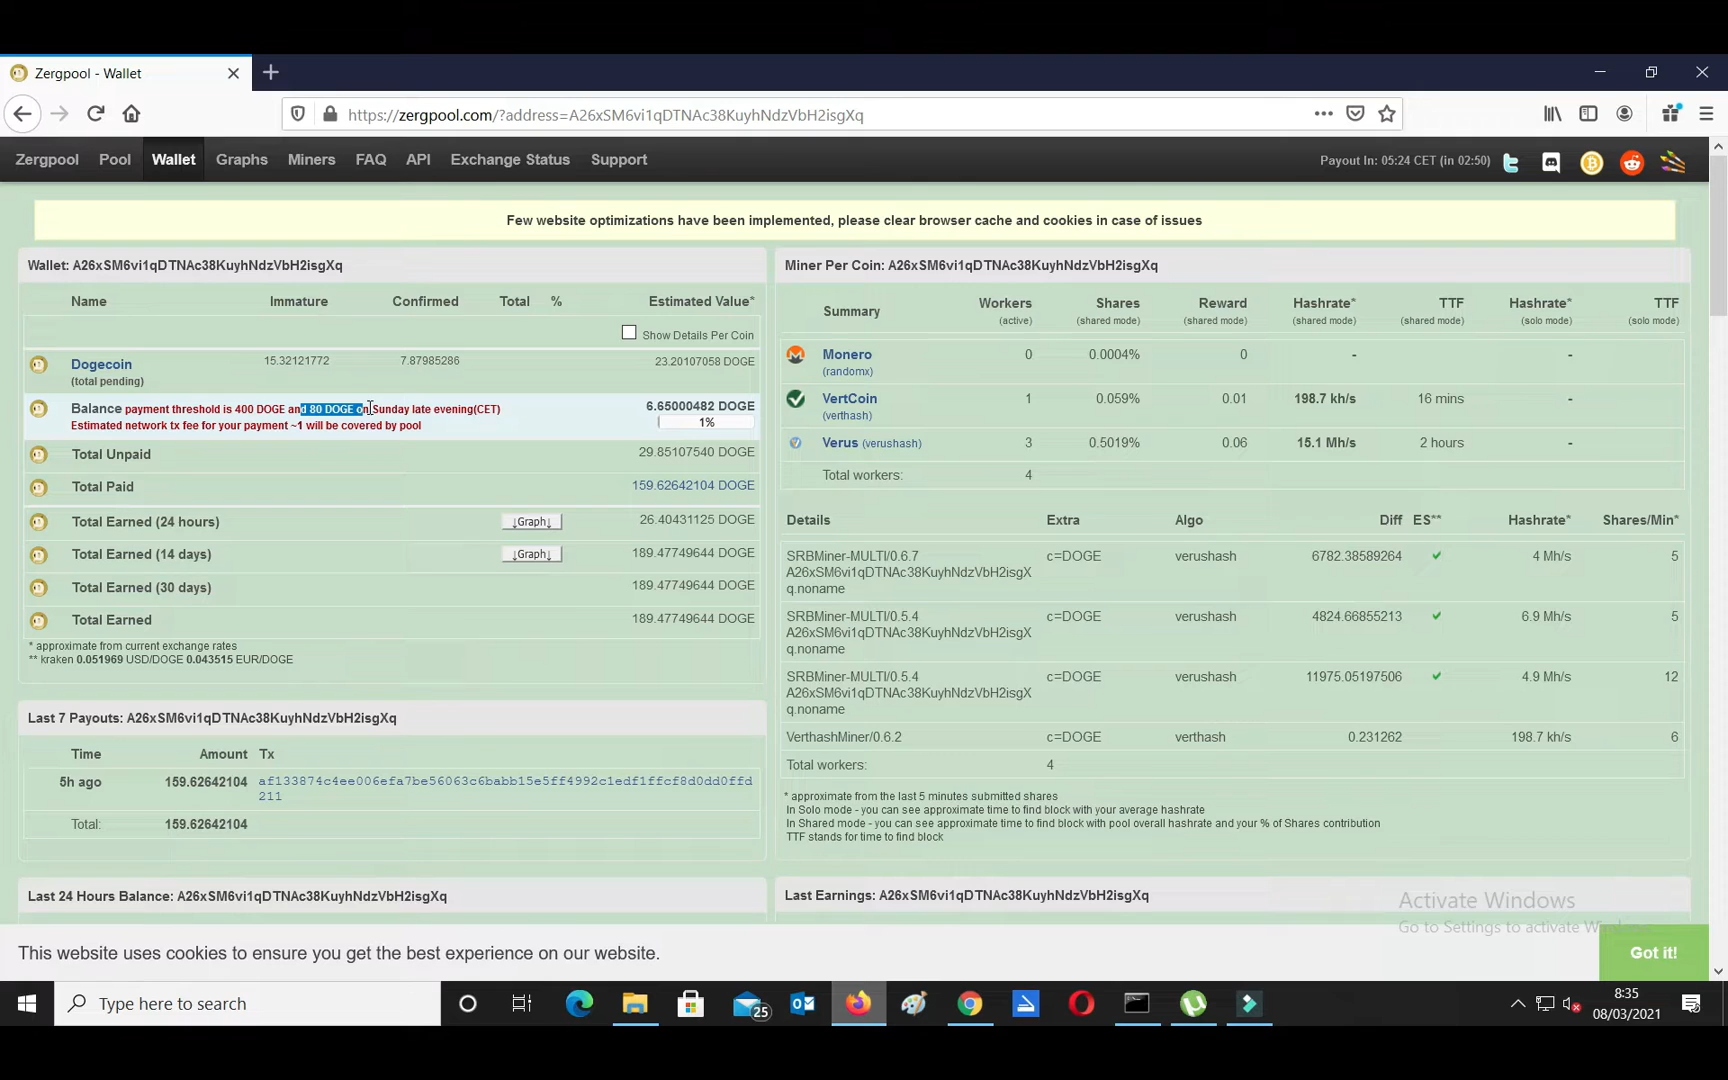 Zergpool - Wallet
https://zergpool.com/?address=A26xSM6vi1qDTNAc38KuyhNdzVbH2isgXq
Zergpool Pool Wallet Graphs Miners FAQ API Exchange Status Support Payout In: 05:24 CET (in 02:50)
Few website optimizations have been implemented, please clear browser cache and cookies in case of issues
Wallet: A26xSM6vi1qDTNAc38KuyhNdzVbH2isgXq
Name Immature Confirmed Total % Estimated Value*
Show Details Per Coin
Dogecoin 15.32121772 7.87985286 23.20107058 DOGE
(total pending)
Balance payment threshold is 400 DOGE and 80 DOGE on Sunday late evening(CET) 6.65000482 DOGE
Estimated network tx fee for your payment ~1 will be covered by pool 1%
Total Unpaid 29.85107540 DOGE
Total Paid 159.62642104 DOGE
Total Earned (24 hours) ↓Graph↓ 26.40431125 DOGE
Total Earned (14 days) ↓Graph↓ 189.47749644 DOGE
Total Earned (30 days) 189.47749644 DOGE
Total Earned 189.47749644 DOGE
* approximate from current exchange rates
** kraken 0.051969 USD/DOGE 0.043515 EUR/DOGE
Last 7 Payouts: A26xSM6vi1qDTNAc38KuyhNdzVbH2isgXq
Time Amount Tx
5h ago 159.62642104 af133874c4ee006efa7be56063c6babb15e5ff4992c1edf1ffcf8d0dd0ffd
211
Total: 159.62642104
Last 24 Hours Balance: A26xSM6vi1qDTNAc38KuyhNdzVbH2isgXq
Miner Per Coin: A26xSM6vi1qDTNAc38KuyhNdzVbH2isgXq
Summary Workers Shares Reward Hashrate* TTF Hashrate* TTF
(active) (shared mode) (shared mode) (shared mode) (shared mode) (solo mode) (solo mode)
Monero 0 0.0004% 0 - - -
(randomx)
VertCoin 1 0.059% 0.01 198.7 kh/s 16 mins -
(verthash)
Verus (verushash) 3 0.5019% 0.06 15.1 Mh/s 2 hours -
Total workers: 4
Details Extra Algo Diff ES** Hashrate* Shares/Min*
SRBMiner-MULTI/0.6.7 c=DOGE verushash 6782.38589264 ✔ 4 Mh/s 5
A26xSM6vi1qDTNAc38KuyhNdzVbH2isgX
q.noname
SRBMiner-MULTI/0.5.4 c=DOGE verushash 4824.66855213 ✔ 6.9 Mh/s 5
A26xSM6vi1qDTNAc38KuyhNdzVbH2isgX
q.noname
SRBMiner-MULTI/0.5.4 c=DOGE verushash 11975.05197506 ✔ 4.9 Mh/s 12
A26xSM6vi1qDTNAc38KuyhNdzVbH2isgX
q.noname
VerthashMiner/0.6.2 c=DOGE verthash 0.231262 198.7 kh/s 6
Total workers: 4
* approximate from the last 5 minutes submitted shares
In Solo mode - you can see approximate time to find block with your average hashrate
In Shared mode - you can see approximate time to find block with pool overall hashrate and your % of Shares contribution
TTF stands for time to find block
Last Earnings: A26xSM6vi1qDTNAc38KuyhNdzVbH2isgXq
Activate Windows
Go to Settings to activate
This website uses cookies to ensure you get the best experience on our website. Got it!
Type here to search
25
8:35
08/03/2021